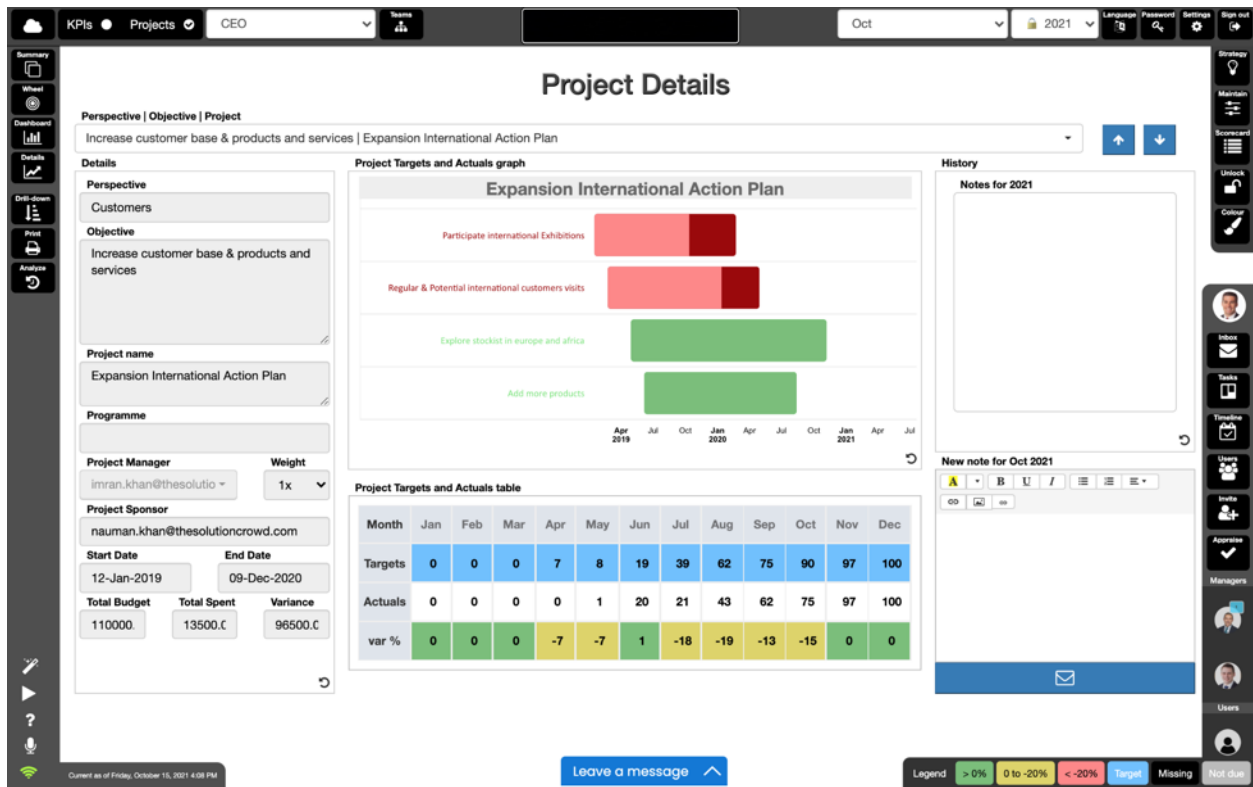 KPIs Projects CEO Teams Oct 2021 Language Password Settings Sign out
Summary
Wheel
Dashboard
Details
Drill-down
Print
Analyze
Project Details
Perspective | Objective | Project
Increase customer base & products and services | Expansion International Action Plan
Details
Perspective
Customers
Objective
Increase customer base & products and
services
Project name
Expansion International Action Plan
Programme
Project Manager Weight
imran.khan@thesolutio 1x
Project Sponsor
nauman.khan@thesolutioncrowd.com
Start Date End Date
12-Jan-2019 09-Dec-2020
Total Budget Total Spent Variance
110000. 13500.0 96500.0
Project Targets and Actuals graph
Expansion International Action Plan
Participate international Exhibitions
Regular & Potential international customers visits
Explore stockist in europe and africa
Add more products
Apr Jul Oct Jan Apr Jul Oct Jan Apr Jul
2019 2020 2021
Project Targets and Actuals table
Month Jan Feb Mar Apr May Jun Jul Aug Sep Oct Nov Dec
Targets 0 0 0 7 8 19 39 62 75 90 97 100
Actuals 0 0 0 0 1 20 21 43 62 75 97 100
var % 0 0 0 -7 -7 1 -18 -19 -13 -15 0 0
History
Notes for 2021
New note for Oct 2021
A B U I
Strategy
Maintain
Scorecard
Unlock
Colour
Inbox
Tasks
Timeline
Users
Invite
Appraise
Managers
Users
Current as of Friday, October 15, 2021 4:08 PM
Leave a message
Legend > 0% 0 to -20% < -20% Target Missing Not due